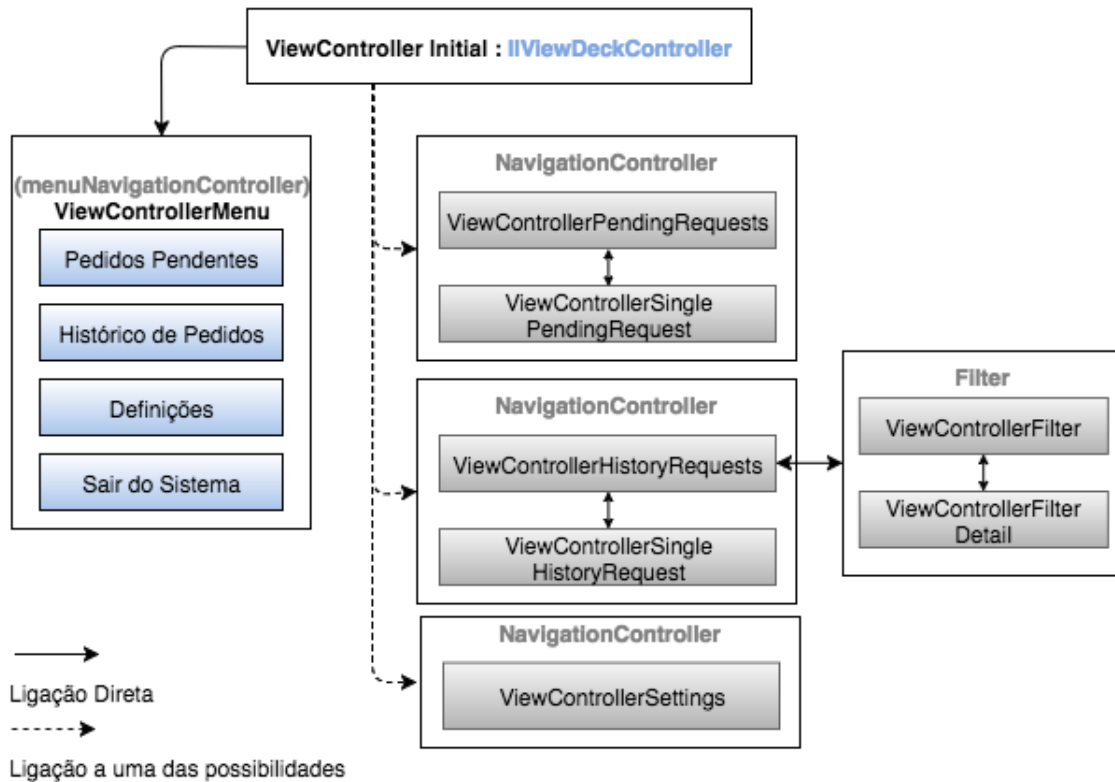 ViewController Initial : IIViewDeckController
(menuNavigationController)
ViewControllerMenu
Pedidos Pendentes
Histórico de Pedidos
Definições
Sair do Sistema
NavigationController
ViewControllerPendingRequests
ViewControllerSingle
PendingRequest
NavigationController
ViewControllerHistoryRequests
ViewControllerSingle
HistoryRequest
Filter
ViewControllerFilter
ViewControllerFilter
Detail
NavigationController
ViewControllerSettings
Ligação Direta
Ligação a uma das possibilidades